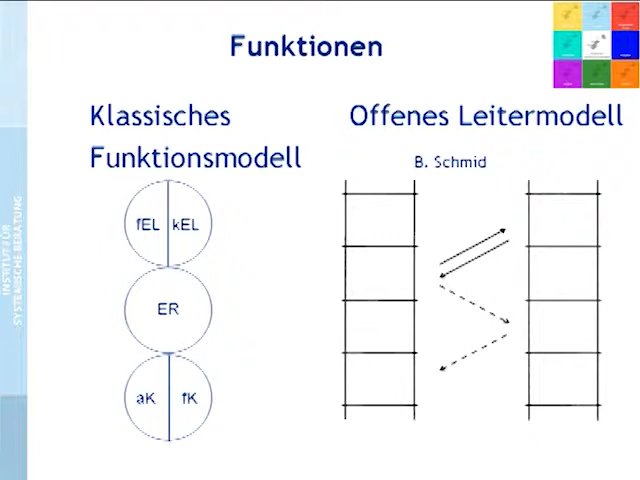 Funktionen
Klassisches
Funktionsmodell
fEL kEL
ER
aK fK
Offenes Leitermodell
B. Schmid
INSTITUT FÜR
SYSTEMISCHE BERATUNG